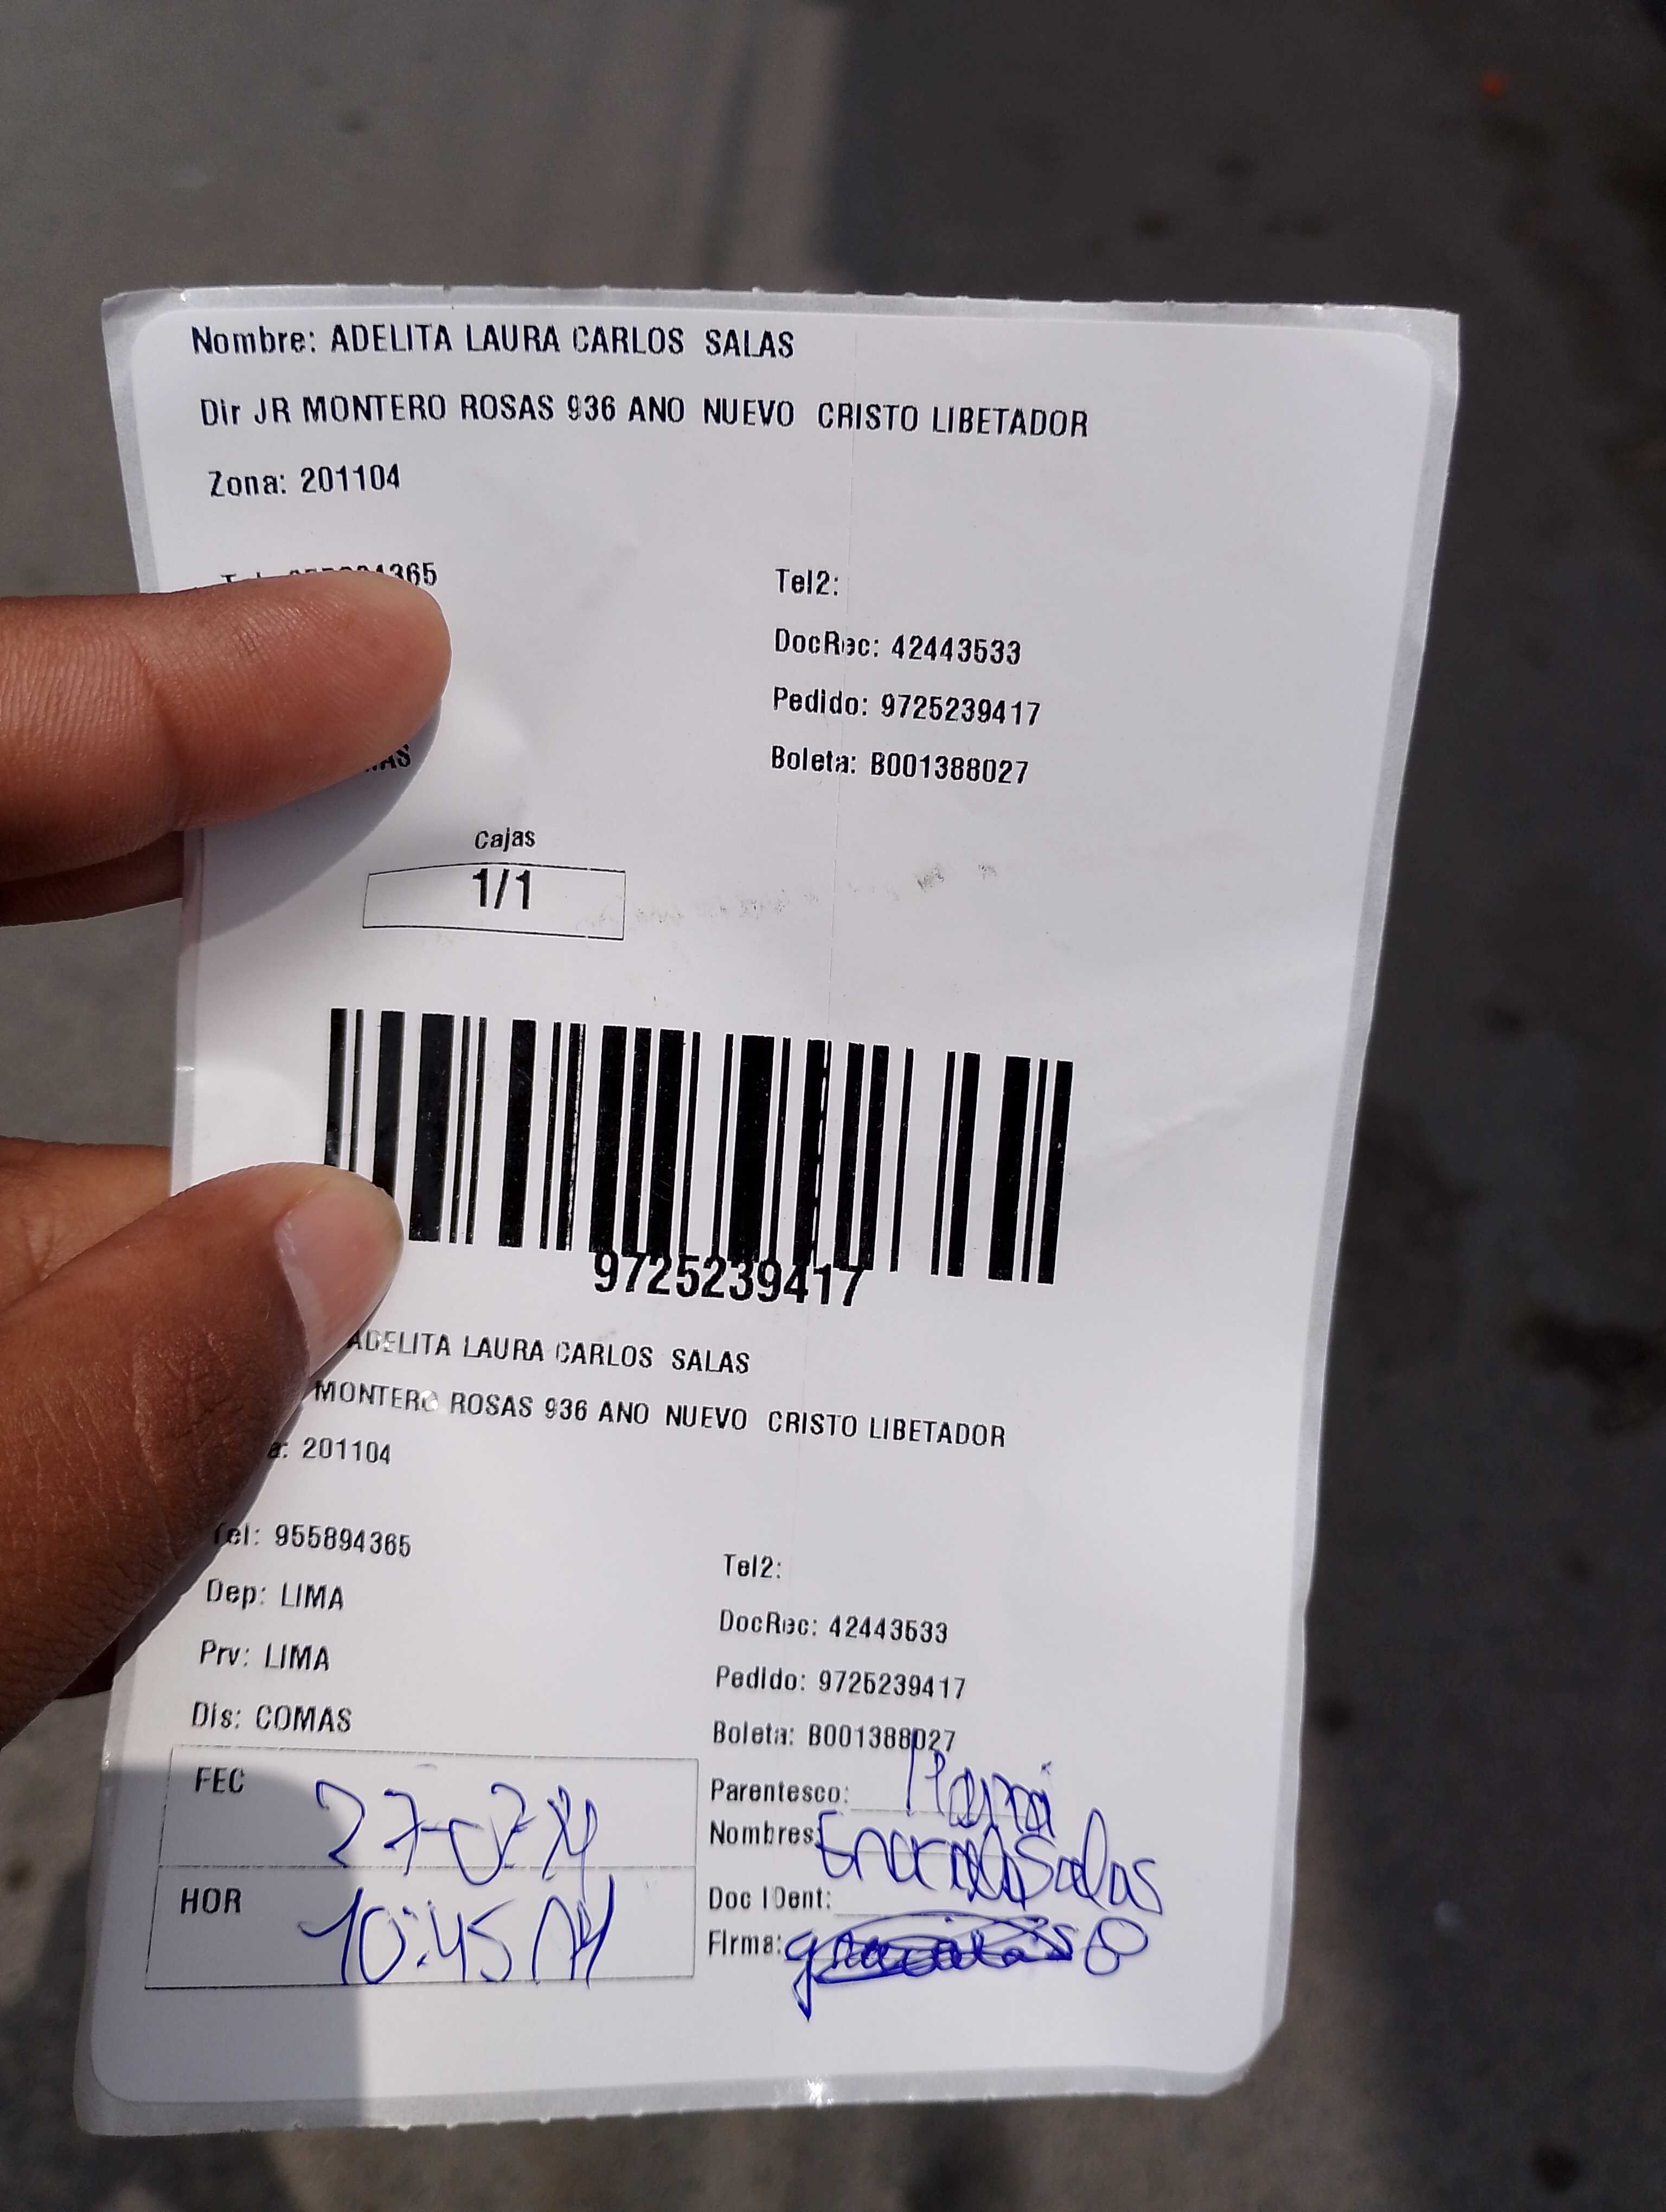 Nombre: ADELITA LAURA CARLOS SALAS
Dir JR MONTERO ROSAS 936 ANO NUEVO CRISTO LIBETADOR
Zona: 201104
Tel2:
DocRec: 42443533
Pedido: 9725239417
Boleta: B001388027
Cajas
1/1
9725239417
ADELITA LAURA CARLOS SALAS
MONTERO ROSAS 936 ANO NUEVO CRISTO LIBETADOR
201104
Tel: 955894365
Tel2:
Dep: LIMA
DocRec: 42443533
Prv: LIMA
Pedido: 9725239417
Dis: COMAS
Boleta: B001388027
FEC
Parentesco:
Nombres: Salas
HOR 10:45 AM
Doc IDent:
Firma: